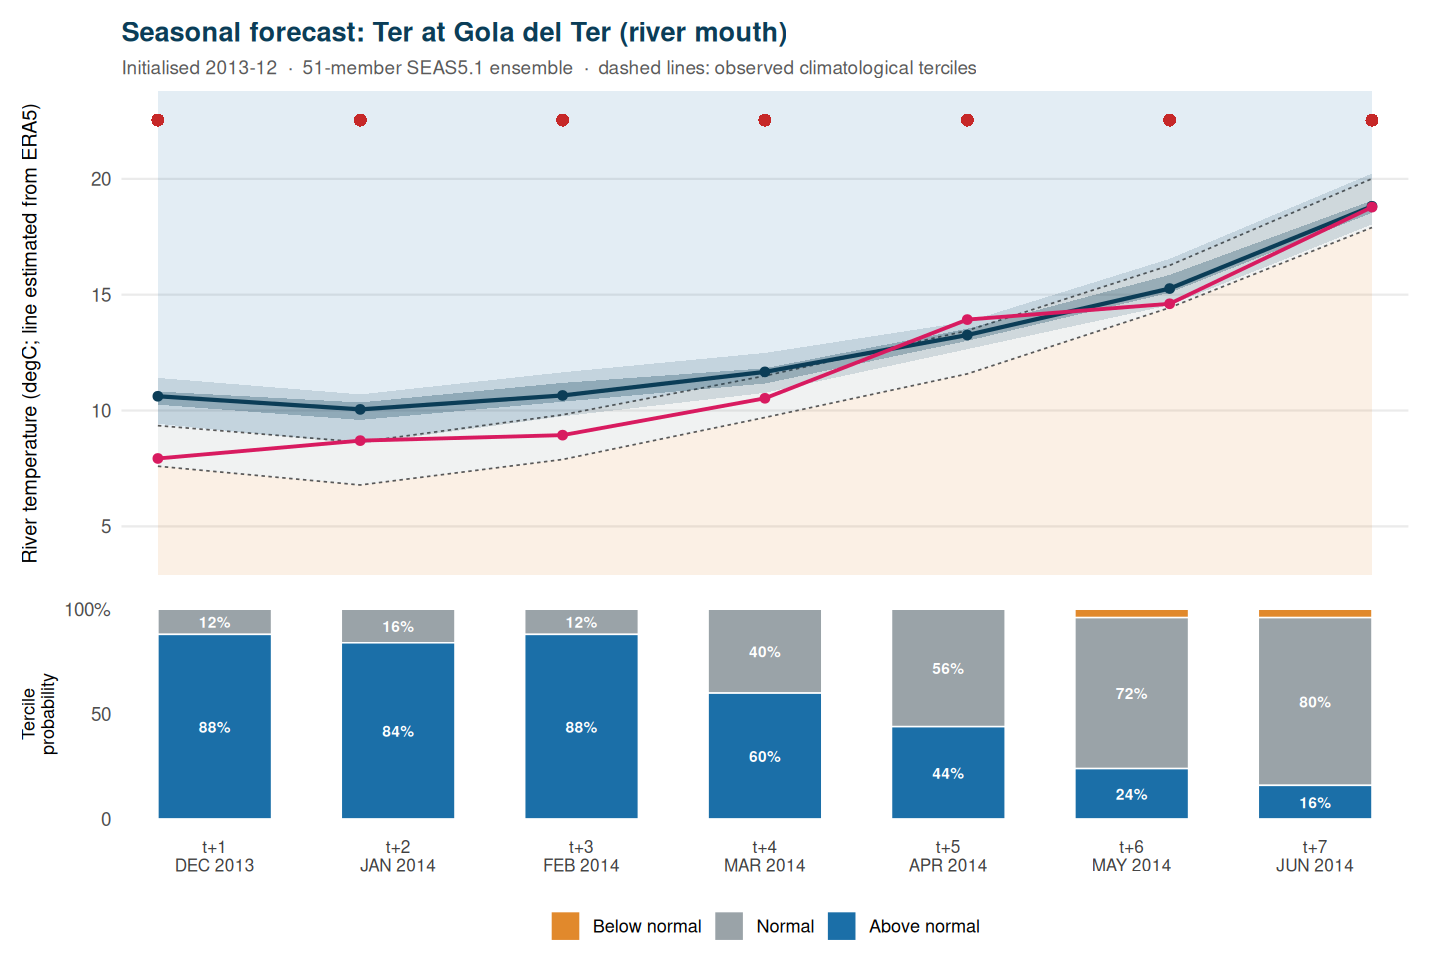 Seasonal forecast: Ter at Gola del Ter (river mouth)
Initialised 2013-12 · 51-member SEAS5.1 ensemble · dashed lines: observed climatological terciles
River temperature (degC; line estimated from ERA5)
20
15
10
5
Tercile
probability
100%
50
0
12%
16%
12%
40%
56%
72%
80%
88%
84%
88%
60%
44%
24%
16%
t+1
DEC 2013
t+2
JAN 2014
t+3
FEB 2014
t+4
MAR 2014
t+5
APR 2014
t+6
MAY 2014
t+7
JUN 2014
Below normal
Normal
Above normal